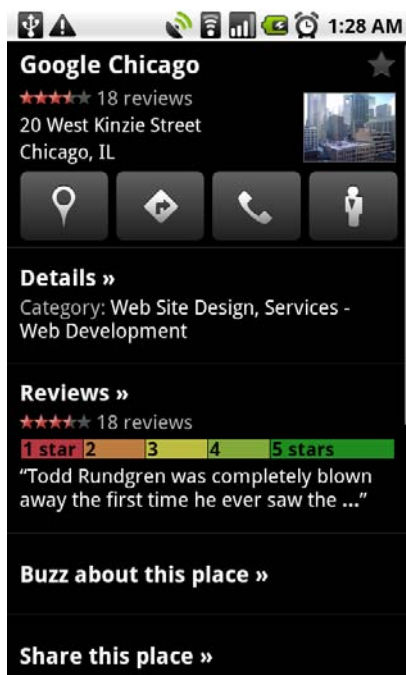 1:28 AM
Google Chicago
18 reviews
20 West Kinzie Street
Chicago, IL
Details »
Category: Web Site Design, Services -
Web Development
Reviews »
18 reviews
1 star 2 3 4 5 stars
“Todd Rundgren was completely blown
away the first time he ever saw the ...”
Buzz about this place »
Share this place »